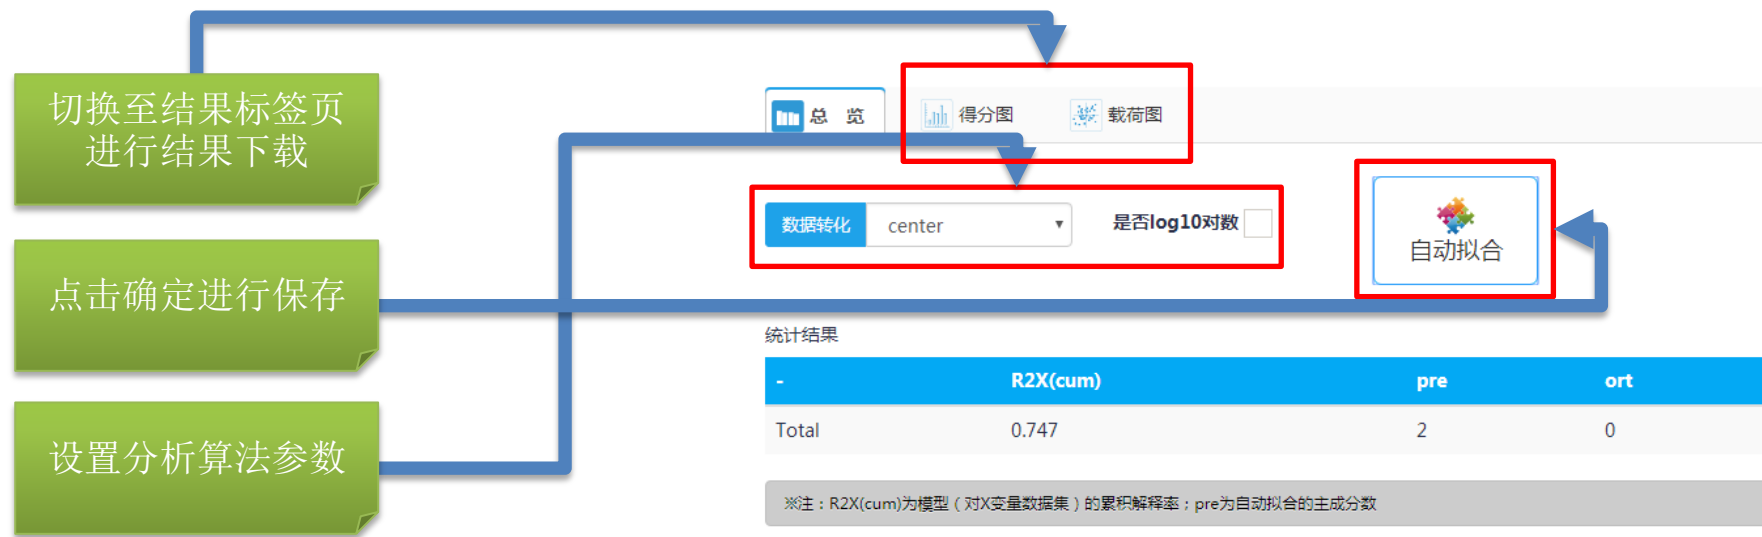 切换至结果标签页
进行结果下载
点击确定进行保存
设置分析算法参数
总 览
得分图
载荷图
数据转化
center
是否log10对数
自动拟合
统计结果
- R2X(cum) pre ort
Total 0.747 2 0
※注：R2X(cum)为模型（对X变量数据集）的累积解释率；pre为自动拟合的主成分数